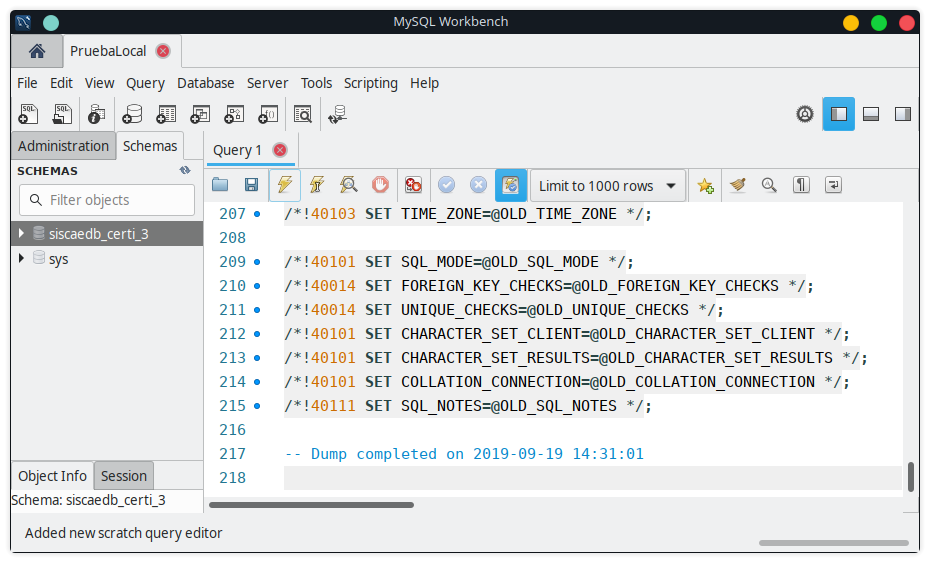 MySQL Workbench
PruebaLocal
File Edit View Query Database Server Tools Scripting Help
SQL SQL
Administration Schemas
Query 1
SCHEMAS
Limit to 1000 rows
Filter objects
siscaedb_certi_3
sys
207 /*!40103 SET TIME_ZONE=@OLD_TIME_ZONE */;
208
209 /*!40101 SET SQL_MODE=@OLD_SQL_MODE */;
210 /*!40014 SET FOREIGN_KEY_CHECKS=@OLD_FOREIGN_KEY_CHECKS */;
211 /*!40014 SET UNIQUE_CHECKS=@OLD_UNIQUE_CHECKS */;
212 /*!40101 SET CHARACTER_SET_CLIENT=@OLD_CHARACTER_SET_CLIENT */;
213 /*!40101 SET CHARACTER_SET_RESULTS=@OLD_CHARACTER_SET_RESULTS */;
214 /*!40101 SET COLLATION_CONNECTION=@OLD_COLLATION_CONNECTION */;
215 /*!40111 SET SQL_NOTES=@OLD_SQL_NOTES */;
216
217 -- Dump completed on 2019-09-19 14:31:01
218
Object Info Session
Schema: siscaedb_certi_3
Added new scratch query editor